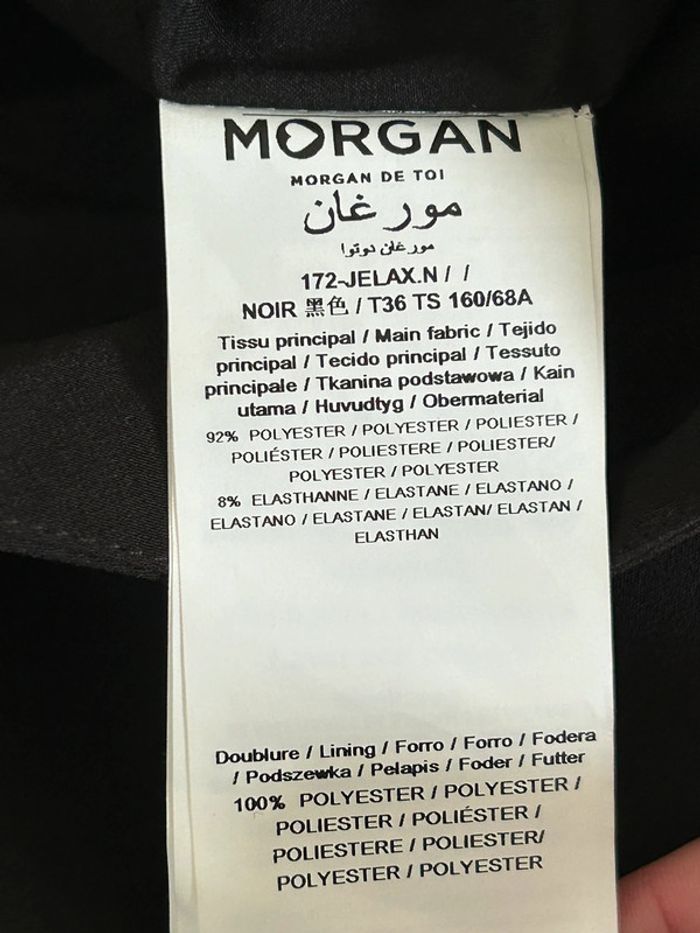 MORGAN
MORGAN DE TOI
مورغان
مورغان دوتوا
172-JELAX.N / /
NOIR 黑色 / T36 TS 160/68A
Tissu principal / Main fabric / Tejido
principal / Tecido principal / Tessuto
principale / Tkanina podstawowa / Kain
utama / Huvudtyg / Obermaterial
92% POLYESTER / POLYESTER / POLIESTER /
POLIÉSTER / POLIESTERE / POLIESTER/
POLYESTER / POLYESTER
8% ELASTHANNE / ELASTANE / ELASTANO /
ELASTANO / ELASTANE / ELASTAN/ ELASTAN /
ELASTHAN
Doublure / Lining / Forro / Forro / Fodera
/ Podszewka / Pelapis / Foder / Futter
100% POLYESTER / POLYESTER /
POLIESTER / POLIÉSTER /
POLIESTERE / POLIESTER/
POLYESTER / POLYESTER